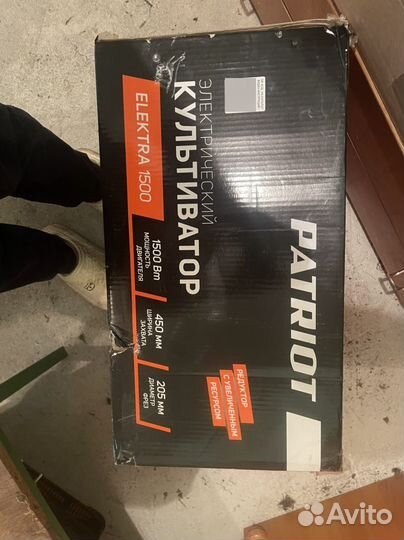 ЭЛЕКТРИЧЕСКИЙ
КУЛЬТИВАТОР
ELEKTRA 1500
1500 Вт
МОЩНОСТЬ
ДВИГАТЕЛЯ
450 ММ
ШИРИНА
ЗАХВАТА
205 ММ
ДИАМЕТР
ФРЕЗ
PATRIOT
РЕДУКТОР
С УВЕЛИЧЕННЫМ
РЕСУРСОМ
Avito